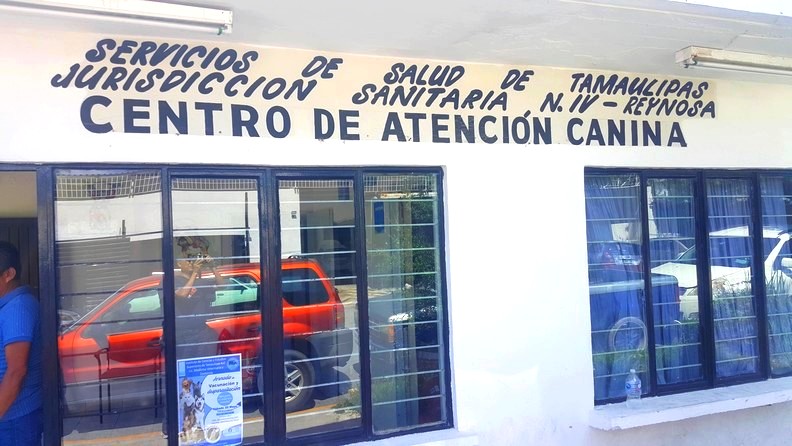 SERVICIOS DE SALUD DE TAMAULIPAS
JURISDICCION SANITARIA N. IV - REYNOSA
CENTRO DE ATENCIÓN CANINA